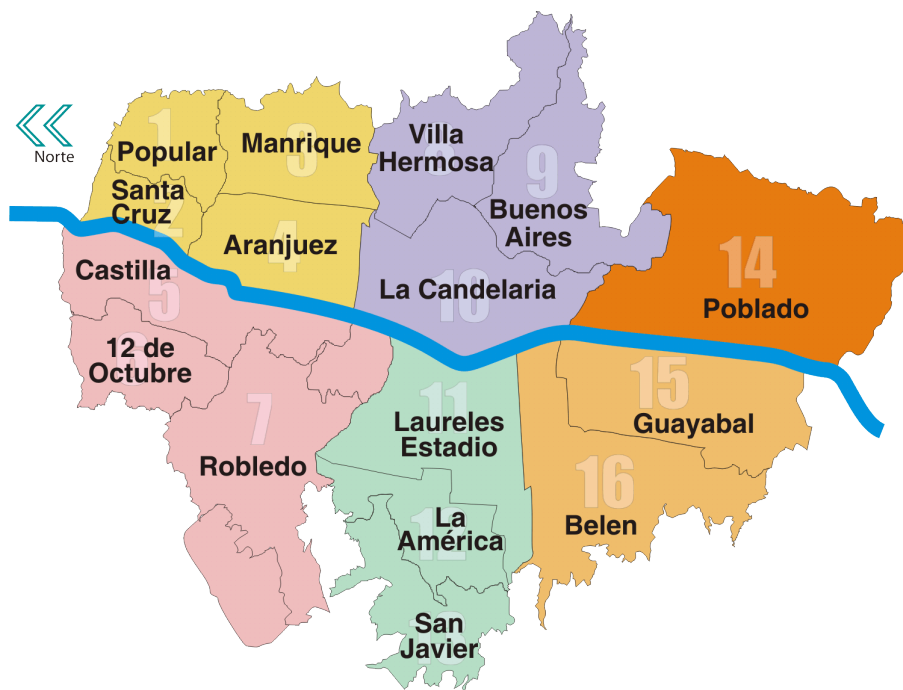 Norte
1
Popular
3
Manrique
Santa
Cruz
2
4
Aranjuez
8
Villa
Hermosa
9
Buenos
Aires
10
La Candelaria
14
Poblado
5
Castilla
6
12 de
Octubre
7
Robledo
11
Laureles
Estadio
12
La
América
13
San
Javier
15
Guayabal
16
Belen